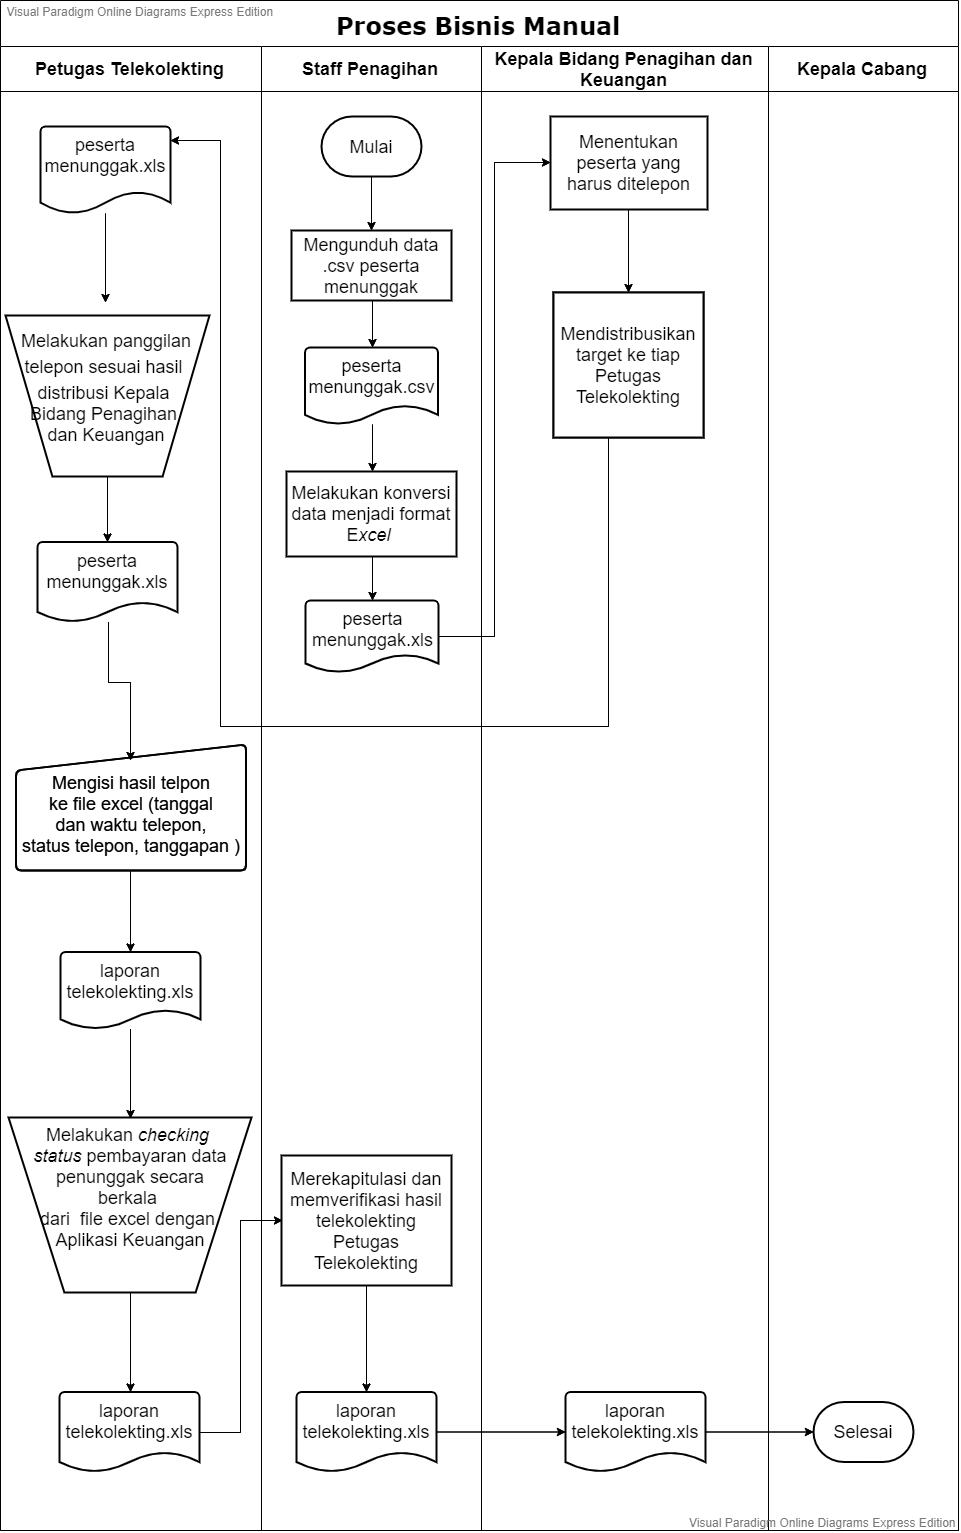 Visual Paradigm Online Diagrams Express Edition
Proses Bisnis Manual
Petugas Telekolekting
Staff Penagihan
Kepala Bidang Penagihan dan
Keuangan
Kepala Cabang
peserta
menunggak.xls
Melakukan panggilan
telepon sesuai hasil
distribusi Kepala
Bidang Penagihan
dan Keuangan
peserta
menunggak.xls
Mengisi hasil telpon
ke file excel (tanggal
dan waktu telepon,
status telepon, tanggapan )
laporan
telekolekting.xls
Melakukan checking
status pembayaran data
penunggak secara
berkala
dari  file excel dengan
Aplikasi Keuangan
laporan
telekolekting.xls
Mulai
Mengunduh data
.csv peserta
menunggak
peserta
menunggak.csv
Melakukan konversi
data menjadi format
Excel
peserta
menunggak.xls
Merekapitulasi dan
memverifikasi hasil
telekolekting
Petugas
Telekolekting
laporan
telekolekting.xls
Menentukan
peserta yang
harus ditelepon
Mendistribusikan
target ke tiap
Petugas
Telekolekting
laporan
telekolekting.xls
Selesai
Visual Paradigm Online Diagrams Express Edition